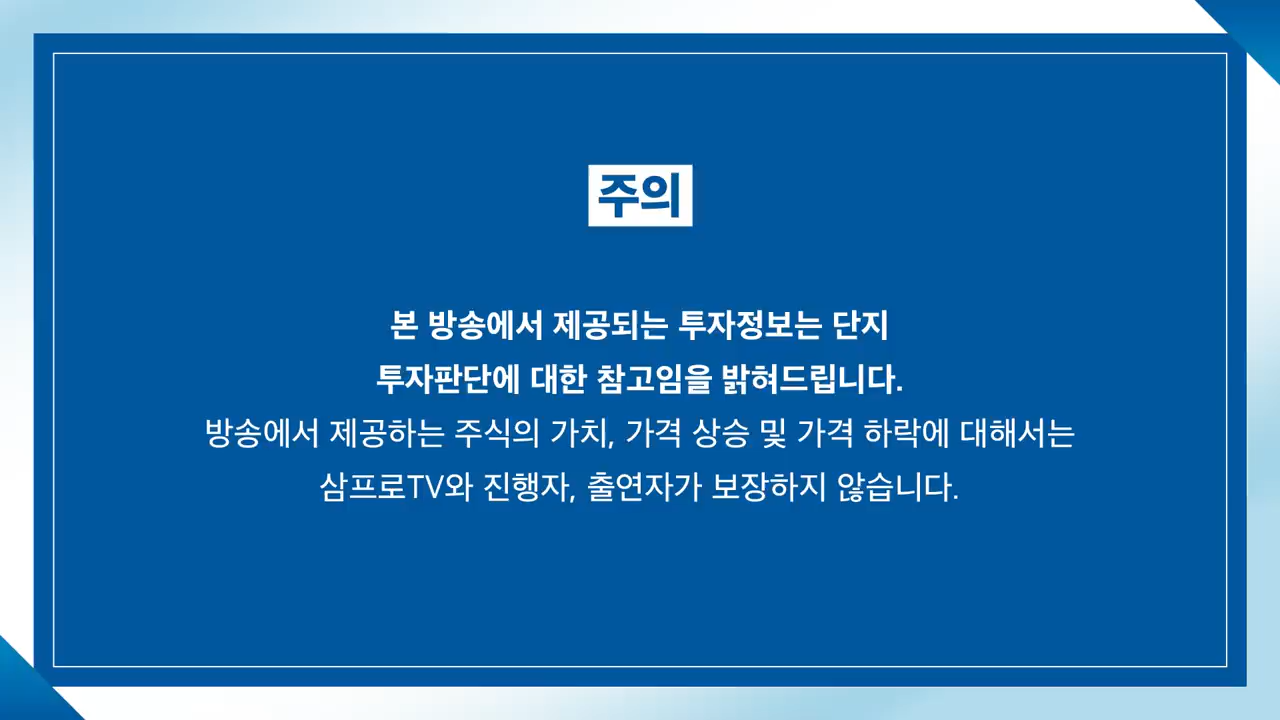 주의
본 방송에서 제공되는 투자정보는 단지
투자판단에 대한 참고임을 밝혀드립니다.
방송에서 제공하는 주식의 가치, 가격 상승 및 가격 하락에 대해서는
삼프로TV와 진행자, 출연자가 보장하지 않습니다.